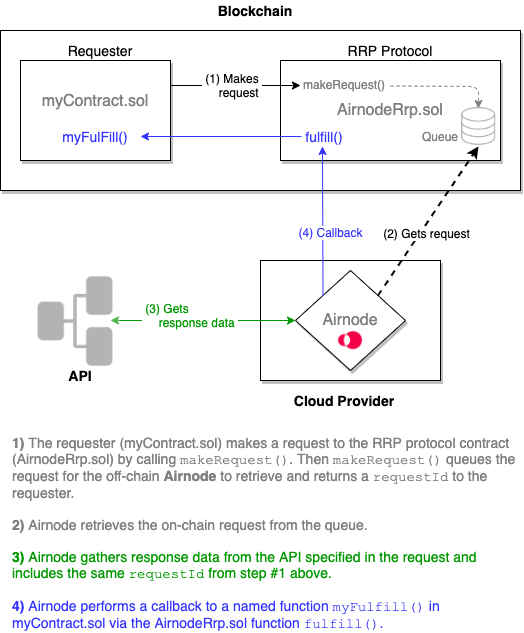 Blockchain
Requester
RRP Protocol
myContract.sol
(1) Makes
request
makeRequest()
AirnodeRrp.sol
myFulFill()
fulfill()
Queue
(4) Callback
(2) Gets request
(3) Gets
response data
Airnode
API
Cloud Provider
1) The requester (myContract.sol) makes a request to the RRP protocol contract
(AirnodeRrp.sol) by calling makeRequest(). Then makeRequest() queues the
request for the off-chain Airnode to retrieve and returns a requestId to the
requester.
2) Airnode retrieves the on-chain request from the queue.
3) Airnode gathers response data from the API specified in the request and
includes the same requestId from step #1 above.
4) Airnode performs a callback to a named function myFulfill() in
myContract.sol via the AirnodeRrp.sol function fulfill().